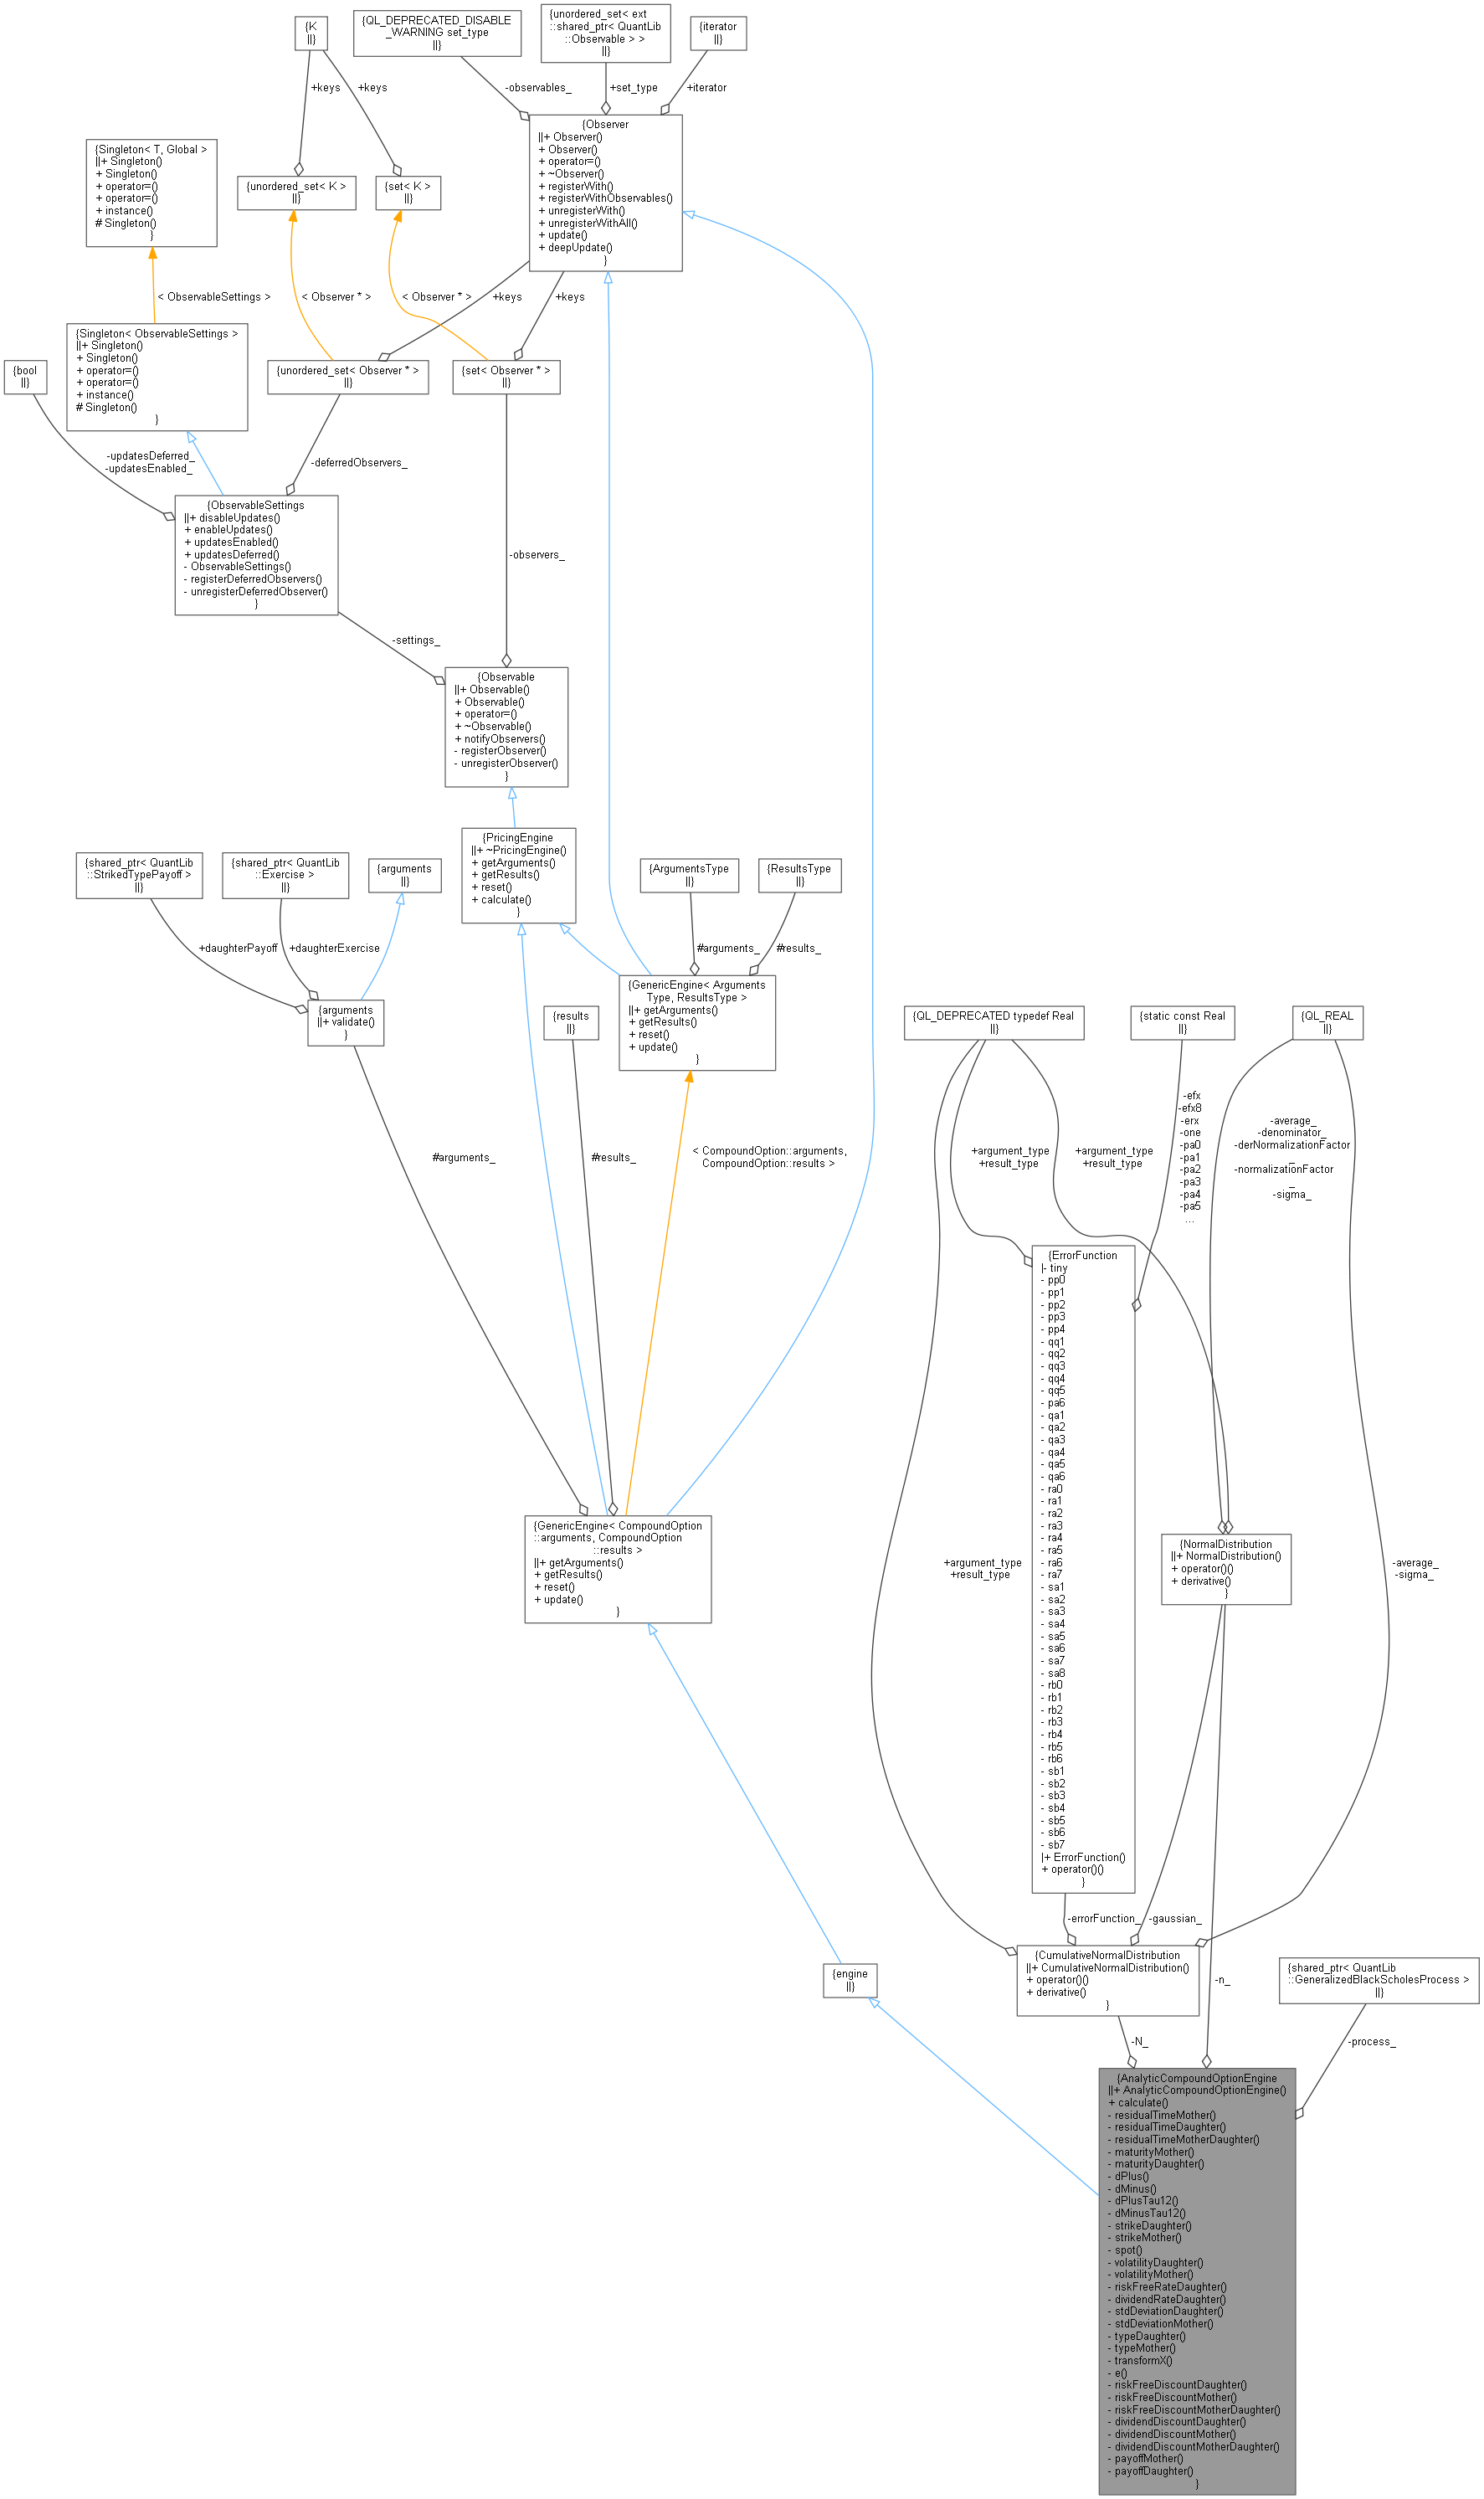 {K
||}
{QL_DEPRECATED_DISABLE
_WARNING set_type
||}
{unordered_set< ext
::shared_ptr< QuantLib
::Observable > >
||}
{iterator
||}
+keys
+keys
-observables_
+set_type
+iterator
{Singleton< T, Global >
||+ Singleton()
+ Singleton()
+ operator=()
+ operator=()
+ instance()
# Singleton()
}
{unordered_set< K >
||}
{set< K >
||}
{Observer
||+ Observer()
+ Observer()
+ operator=()
+ ~Observer()
+ registerWith()
+ registerWithObservables()
+ unregisterWith()
+ unregisterWithAll()
+ update()
+ deepUpdate()
}
< ObservableSettings >
< Observer * >
< Observer * >
+keys
+keys
{bool
||}
{Singleton< ObservableSettings >
||+ Singleton()
+ Singleton()
+ operator=()
+ operator=()
+ instance()
# Singleton()
}
{unordered_set< Observer * >
||}
{set< Observer * >
||}
-updatesDeferred_
-updatesEnabled_
-deferredObservers_
-observers_
{ObservableSettings
||+ disableUpdates()
+ enableUpdates()
+ updatesEnabled()
+ updatesDeferred()
- ObservableSettings()
- registerDeferredObservers()
- unregisterDeferredObserver()
}
-settings_
{Observable
||+ Observable()
+ Observable()
+ operator=()
+ ~Observable()
+ notifyObservers()
- registerObserver()
- unregisterObserver()
}
{shared_ptr< QuantLib
::StrikedTypePayoff >
||}
{shared_ptr< QuantLib
::Exercise >
||}
{arguments
||}
{PricingEngine
||+ ~PricingEngine()
+ getArguments()
+ getResults()
+ reset()
+ calculate()
}
{ArgumentsType
||}
{ResultsType
||}
+daughterPayoff
+daughterExercise
#arguments_
#results_
{arguments
||+ validate()
}
{results
||}
{GenericEngine< Arguments
Type, ResultsType >
||+ getArguments()
+ getResults()
+ reset()
+ update()
}
{QL_DEPRECATED typedef Real
||}
{static const Real
||}
{QL_REAL
||}
#arguments_
#results_
< CompoundOption::arguments,
CompoundOption::results >
+argument_type
+result_type
+argument_type
+result_type
-efx
-efx8
-erx
-one
-pa0
-pa1
-pa2
-pa3
-pa4
-pa5
...
-average_
-denominator_
-derNormalizationFactor
_
-normalizationFactor
_
-sigma_
{ErrorFunction
|- tiny
- pp0
- pp1
- pp2
- pp3
- pp4
- qq1
- qq2
- qq3
- qq4
- qq5
- pa6
- qa1
- qa2
- qa3
- qa4
- qa5
- qa6
- ra0
- ra1
- ra2
- ra3
- ra4
- ra5
- ra6
- ra7
- sa1
- sa2
- sa3
- sa4
- sa5
- sa6
- sa7
- sa8
- rb0
- rb1
- rb2
- rb3
- rb4
- rb5
- rb6
- sb1
- sb2
- sb3
- sb4
- sb5
- sb6
- sb7
|+ ErrorFunction()
+ operator()()
}
{GenericEngine< CompoundOption
::arguments, CompoundOption
::results >
||+ getArguments()
+ getResults()
+ reset()
+ update()
}
+argument_type
+result_type
{NormalDistribution
||+ NormalDistribution()
+ operator()()
+ derivative()
}
-average_
-sigma_
-errorFunction_
-gaussian_
{engine
||}
{CumulativeNormalDistribution
||+ CumulativeNormalDistribution()
+ operator()()
+ derivative()
}
-n_
{shared_ptr< QuantLib
::GeneralizedBlackScholesProcess >
||}
-N_
-process_
{AnalyticCompoundOptionEngine
||+ AnalyticCompoundOptionEngine()
+ calculate()
- residualTimeMother()
- residualTimeDaughter()
- residualTimeMotherDaughter()
- maturityMother()
- maturityDaughter()
- dPlus()
- dMinus()
- dPlusTau12()
- dMinusTau12()
- strikeDaughter()
- strikeMother()
- spot()
- volatilityDaughter()
- volatilityMother()
- riskFreeRateDaughter()
- dividendRateDaughter()
- stdDeviationDaughter()
- stdDeviationMother()
- typeDaughter()
- typeMother()
- transformX()
- e()
- riskFreeDiscountDaughter()
- riskFreeDiscountMother()
- riskFreeDiscountMotherDaughter()
- dividendDiscountDaughter()
- dividendDiscountMother()
- dividendDiscountMotherDaughter()
- payoffMother()
- payoffDaughter()
}